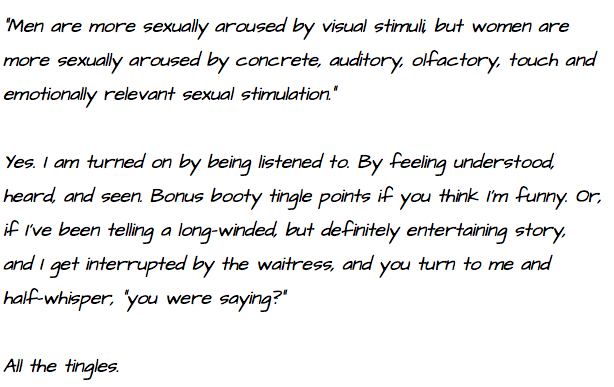 "Men are more sexually aroused by visual stimuli, but women are
more sexually aroused by concrete, auditory, olfactory, touch and
emotionally relevant sexual stimulation."
Yes. I am turned on by being listened to. By feeling understood,
heard, and seen. Bonus booty tingle points if you think I'm funny. Or,
if I've been telling a long-winded, but definitely entertaining story,
and I get interrupted by the waitress, and you turn to me and
half-whisper, "you were saying?"
All the tingles.